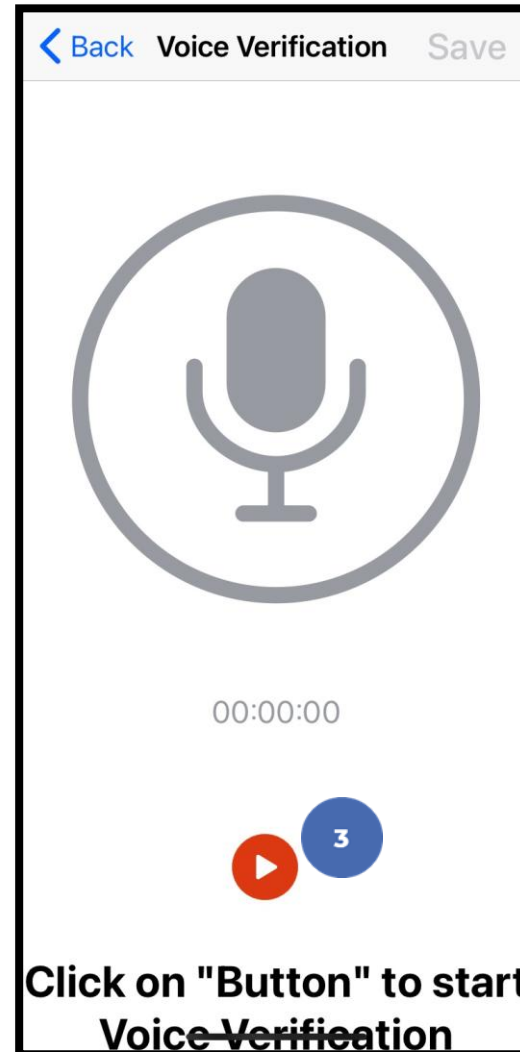 Back Voice Verification Save
00:00:00
3
Click on "Button" to start
Voice Verification